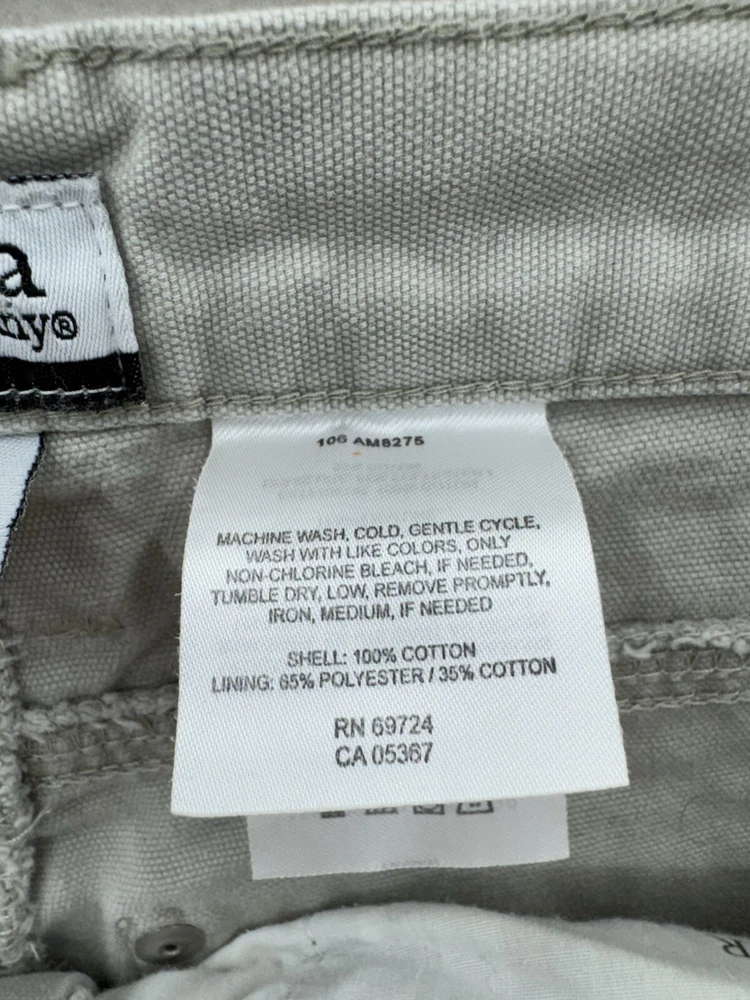 a
ny®
106 AM8275
MACHINE WASH, COLD, GENTLE CYCLE,
WASH WITH LIKE COLORS, ONLY
NON-CHLORINE BLEACH, IF NEEDED,
TUMBLE DRY, LOW, REMOVE PROMPTLY,
IRON, MEDIUM, IF NEEDED
SHELL: 100% COTTON
LINING: 65% POLYESTER / 35% COTTON
RN 69724
CA 05367
R